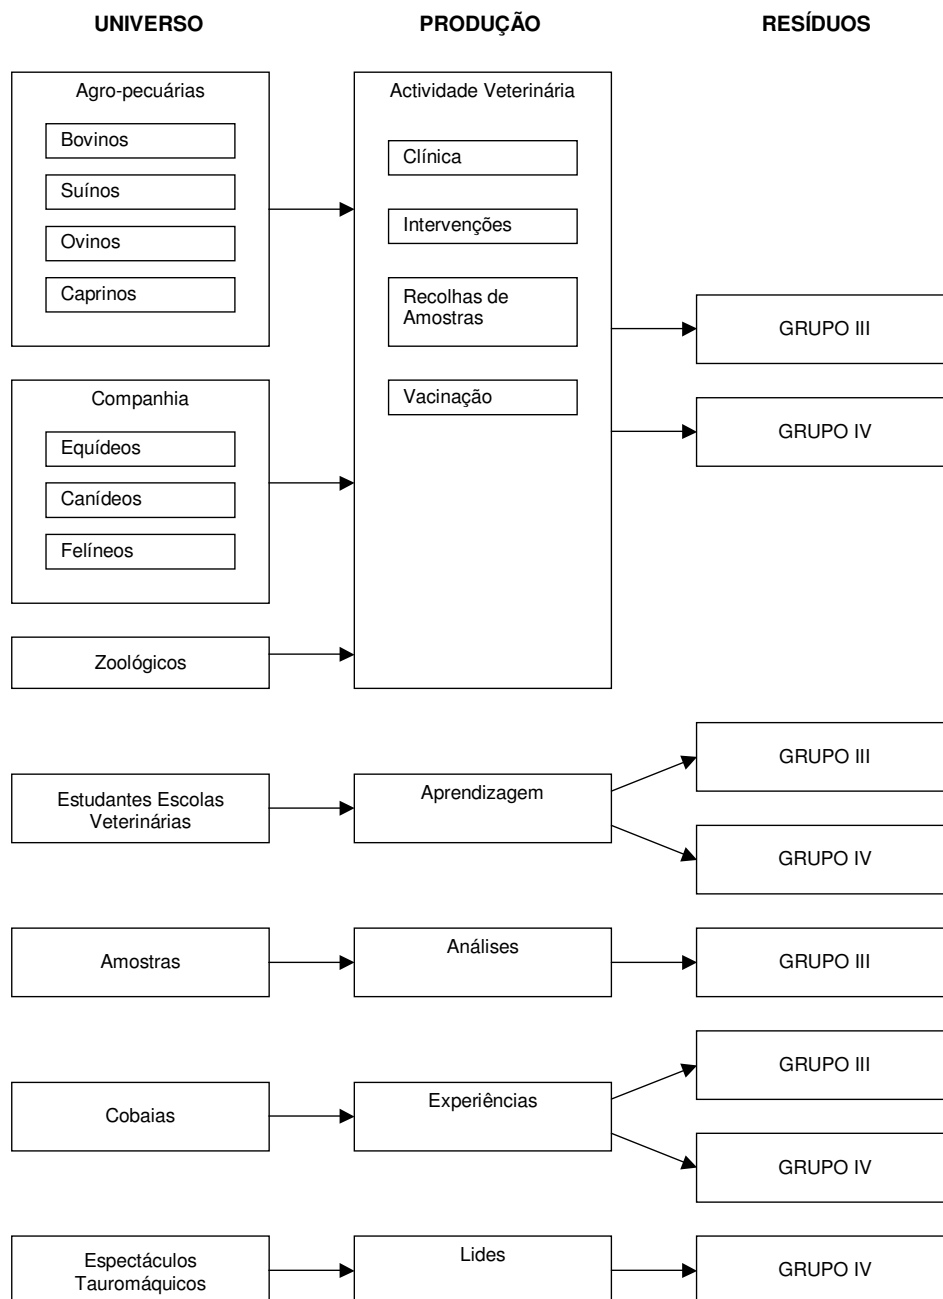 UNIVERSO
PRODUÇÃO
RESÍDUOS
Agro-pecuárias
Bovinos
Suínos
Ovinos
Caprinos
Companhia
Equídeos
Canídeos
Felíneos
Zoológicos
Actividade Veterinária
Clínica
Intervenções
Recolhas de
Amostras
Vacinação
GRUPO III
GRUPO IV
Estudantes Escolas
Veterinárias
Aprendizagem
GRUPO III
GRUPO IV
Amostras
Análises
GRUPO III
Cobaias
Experiências
GRUPO III
GRUPO IV
Espectáculos
Tauromáquicos
Lides
GRUPO IV